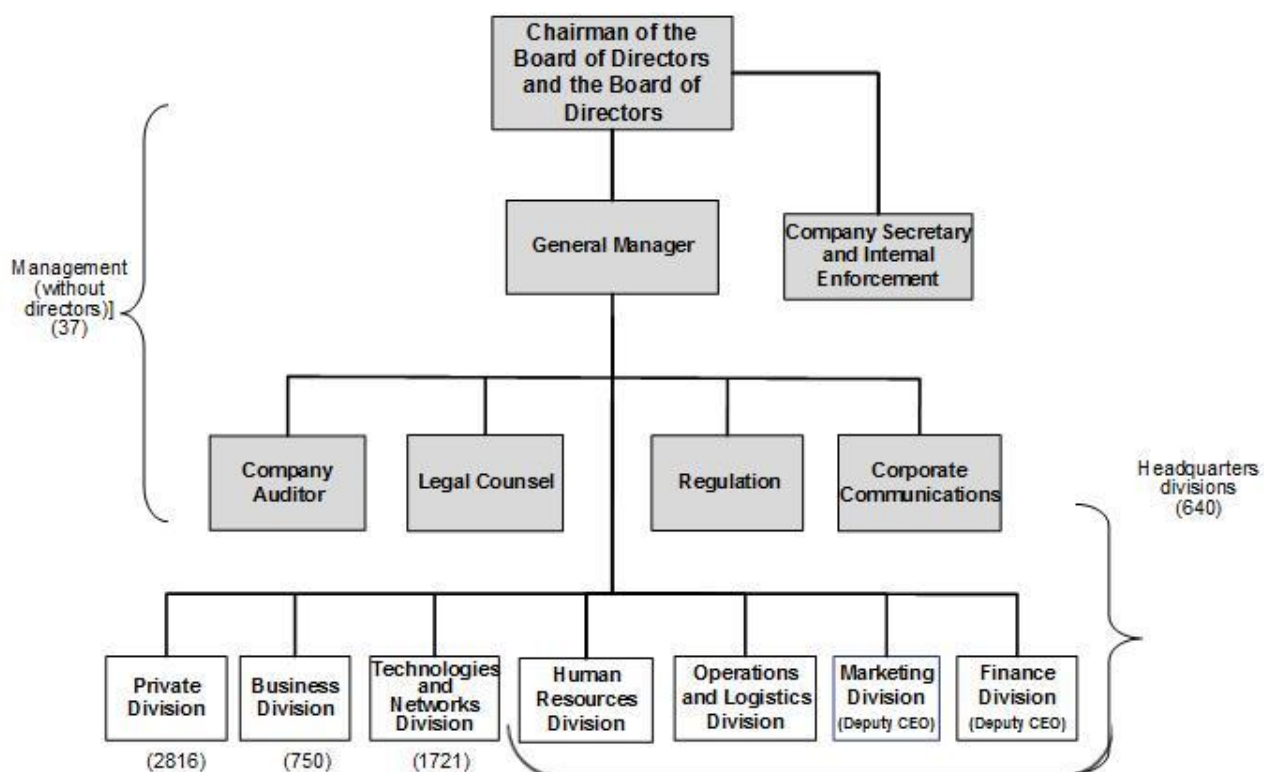 Chairman of the
Board of Directors
and the Board of
Directors
General Manager
Company Secretary
and Internal
Enforcement
Management
(without
directors)]
(37)
Company
Auditor
Legal Counsel
Regulation
Corporate
Communications
Headquarters
divisions
(640)
Private
Division
(2816)
Business
Division
(750)
Technologies
and
Networks
Division
(1721)
Human
Resources
Division
Operations
and Logistics
Division
Marketing
Division
(Deputy CEO)
Finance
Division
(Deputy CEO)